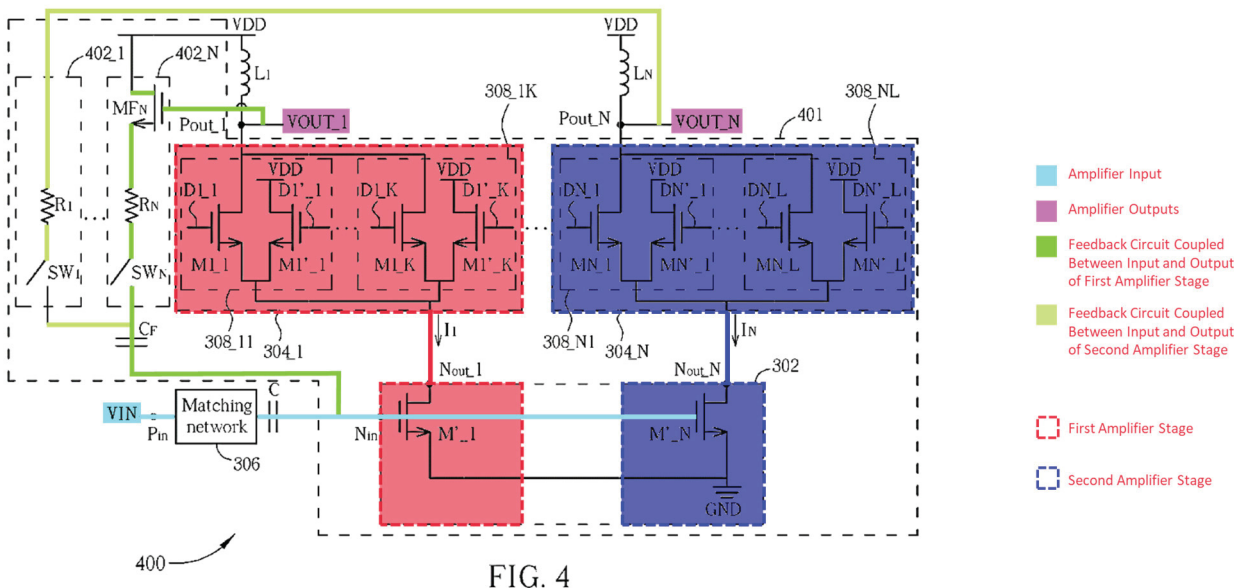 VDD
VDD
402_1
402_N
L1
LN
MFN
308_1K
308_NL
Pout_1
VOUT_1
Pout_N
VOUT_N
401
VDD
VDD
VDD
VDD
D1_1
D1'_1
D1_K
D1'_K
DN_1
DN'_1
DN_L
DN'_L
R1
RN
M1_1
M1'_1
M1_K
M1'_K
MN_1
MN'_1
MN_L
MN'_L
SW1
SWN
CF
308_11
304_1
I1
308_N1
304_N
IN
Nout_1
Nout_N
302
VIN
Pin
Matching
network
C
Nin
M'_1
M'_N
306
GND
400
FIG. 4
Amplifier Input
Amplifier Outputs
Feedback Circuit Coupled
Between Input and Output
of First Amplifier Stage
Feedback Circuit Coupled
Between Input and Output
of Second Amplifier Stage
First Amplifier Stage
Second Amplifier Stage